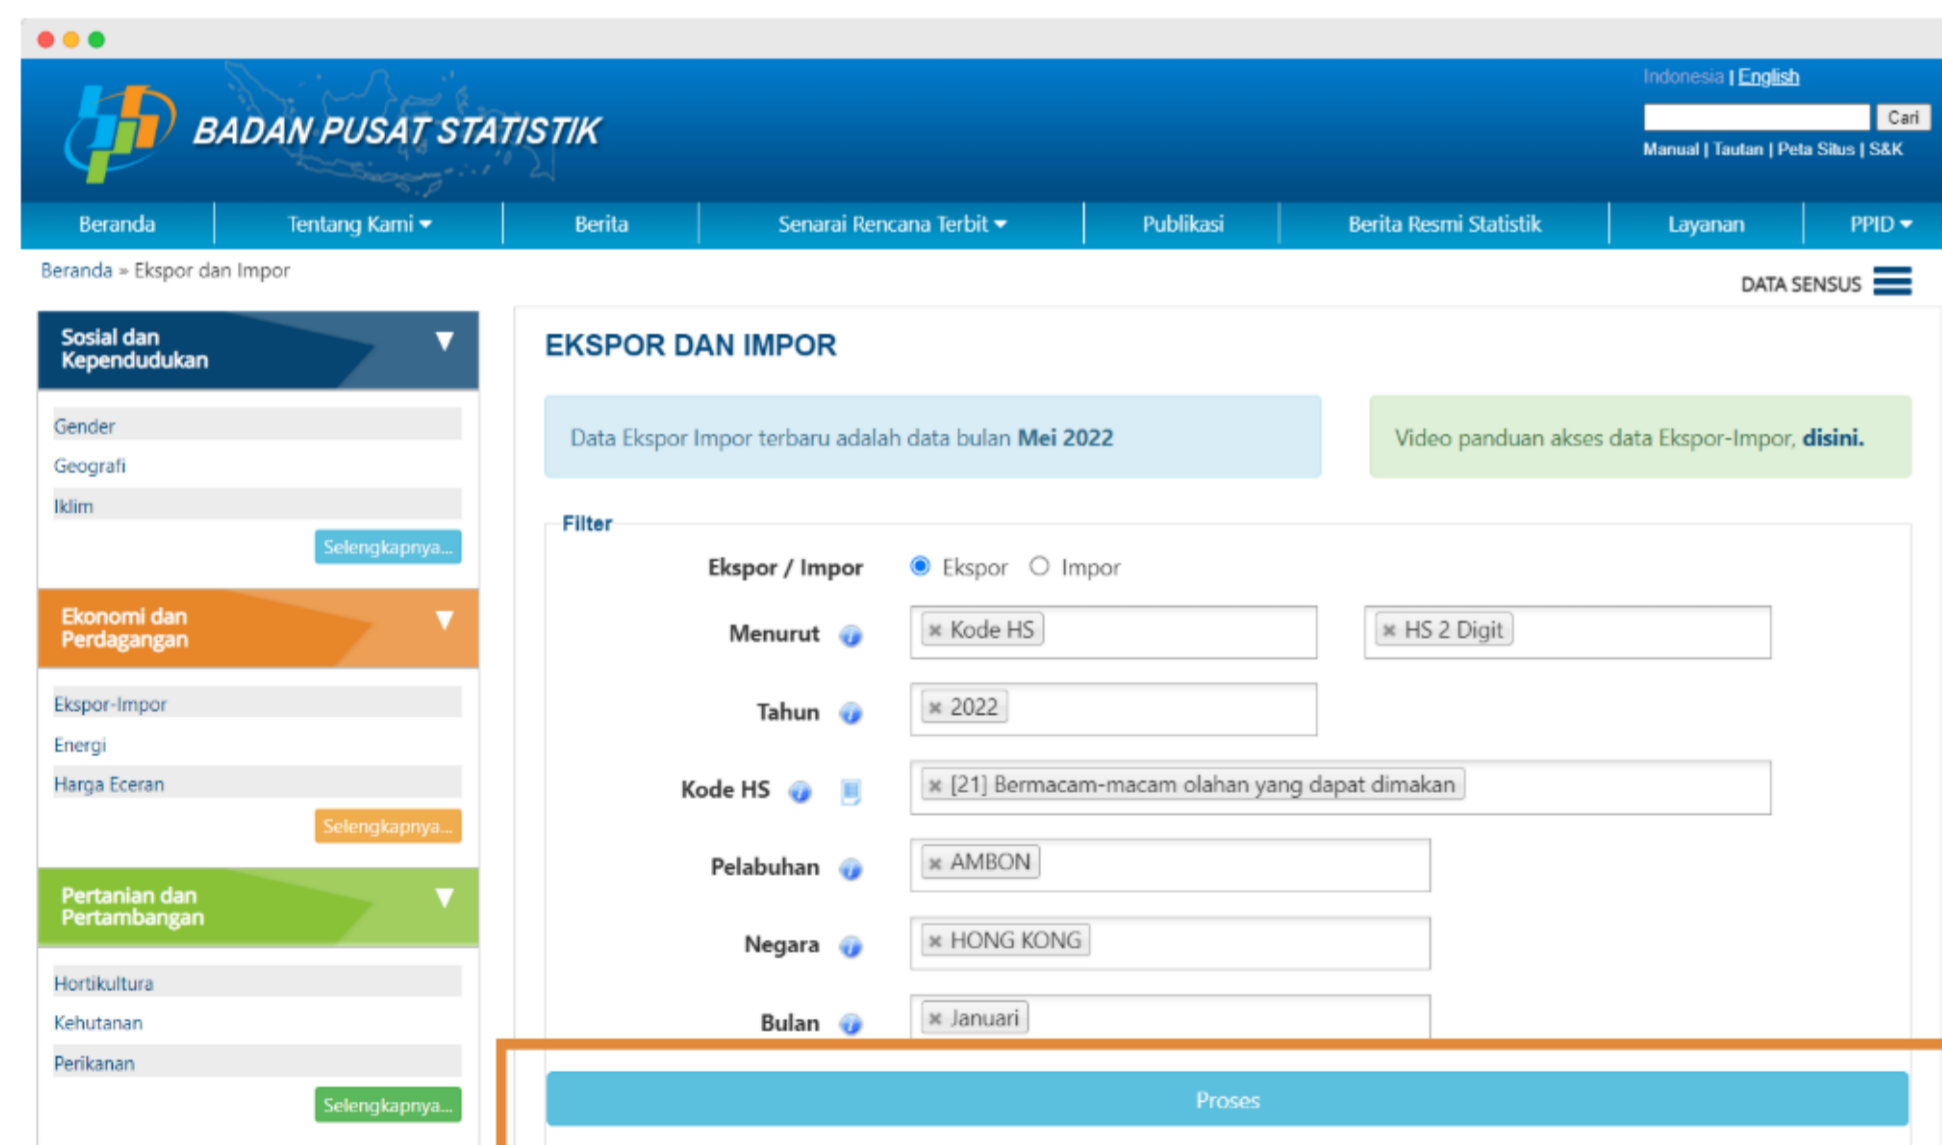 Indonesia | English
BADAN PUSAT STATISTIK
Cari
Manual | Tautan | Peta Situs | S&K
Beranda Tentang Kami Berita Senarai Rencana Terbit Publikasi Berita Resmi Statistik Layanan PPID
Beranda » Ekspor dan Impor
DATA SENSUS
Sosial dan
Kependudukan
Gender
Geografi
Iklim
Selengkapnya...
Ekonomi dan
Perdagangan
Ekspor-Impor
Energi
Harga Eceran
Selengkapnya...
Pertanian dan
Pertambangan
Hortikultura
Kehutanan
Perikanan
Selengkapnya...
EKSPOR DAN IMPOR
Data Ekspor Impor terbaru adalah data bulan Mei 2022
Video panduan akses data Ekspor-Impor, disini.
Filter
Ekspor / Impor Ekspor Impor
Menurut × Kode HS × HS 2 Digit
Tahun × 2022
Kode HS × [21] Bermacam-macam olahan yang dapat dimakan
Pelabuhan × AMBON
Negara × HONG KONG
Bulan × Januari
Proses